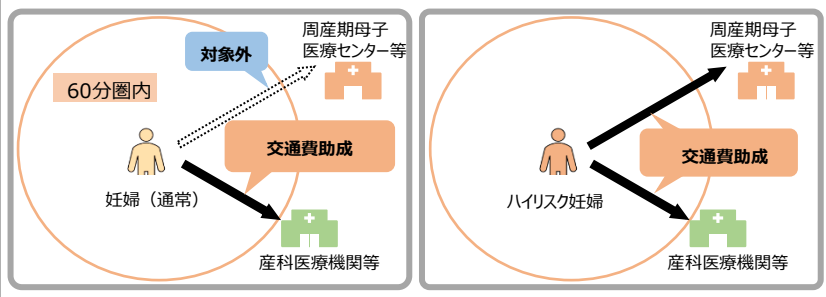 周産期母子
医療センター等
対象外
60分圏内
交通費助成
妊婦（通常）
産科医療機関等
周産期母子
医療センター等
交通費助成
ハイリスク妊婦
産科医療機関等